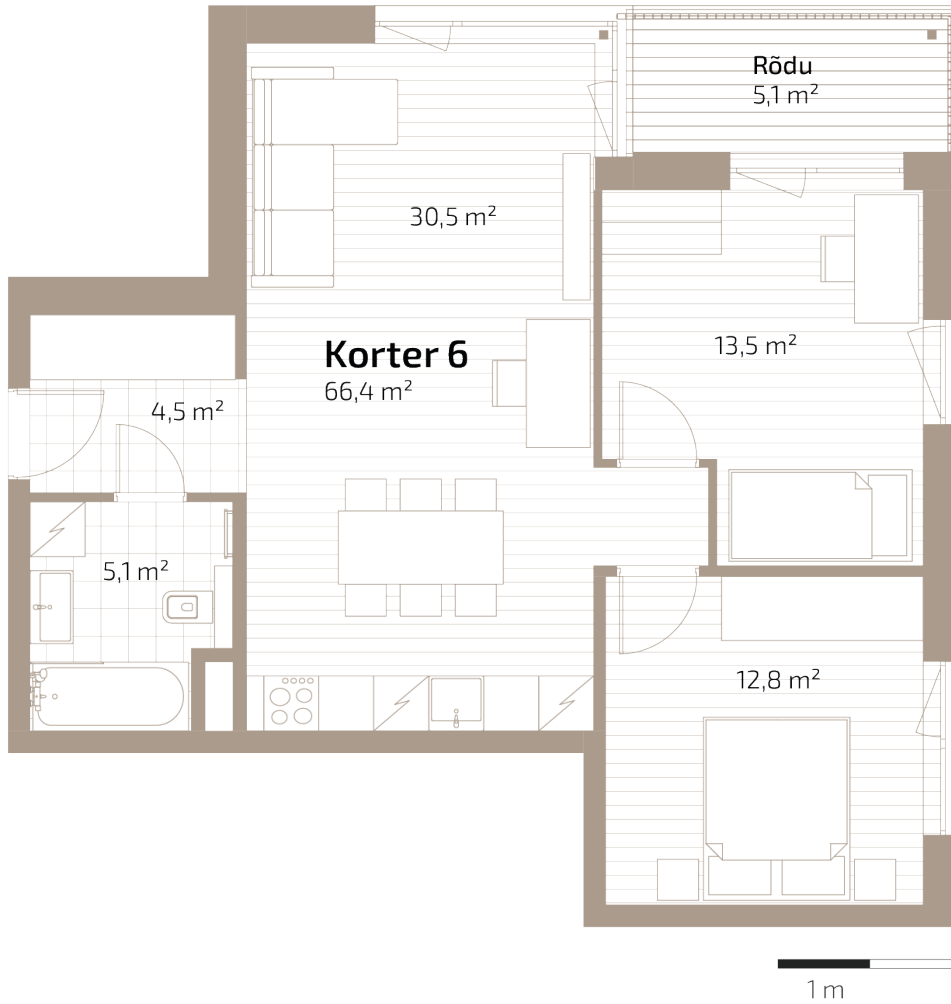 Rõdu
5,1 m²
30,5 m²
Korter 6
66,4 m²
13,5 m²
4,5 m²
5,1 m²
12,8 m²
1 m